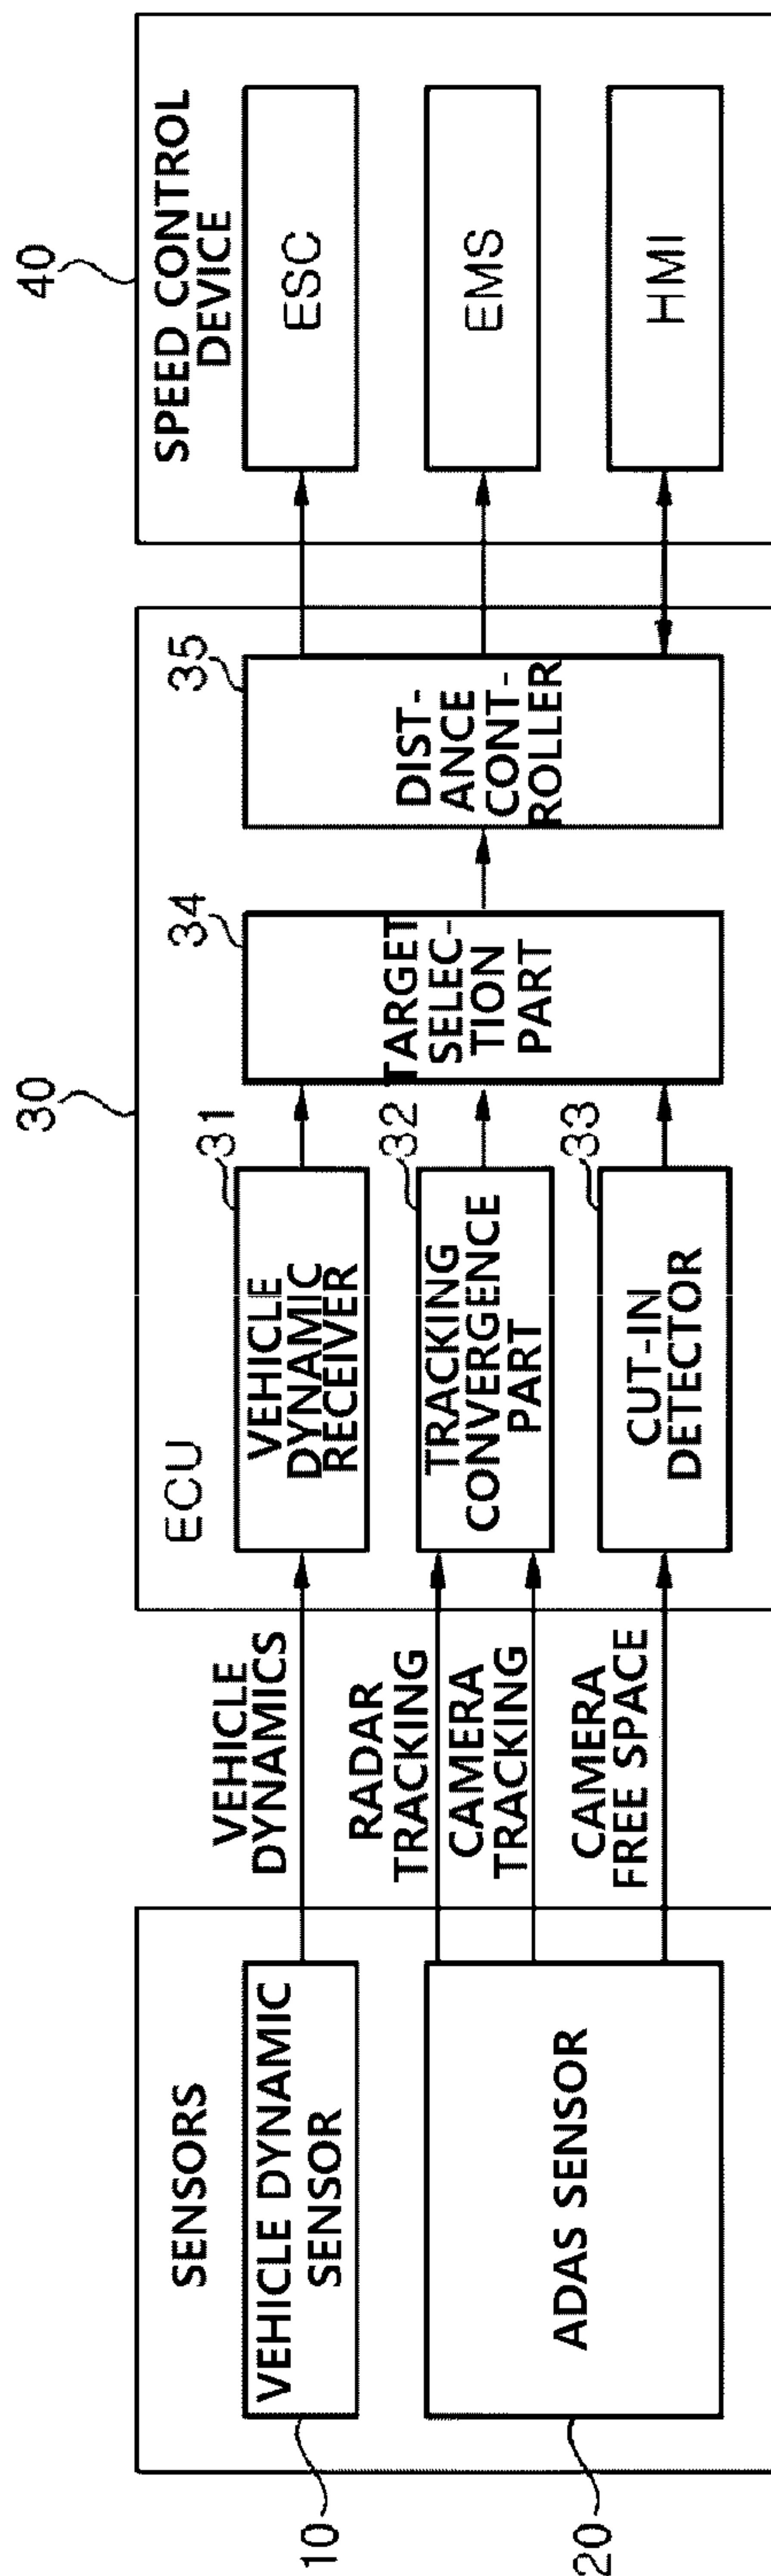 SENSORS
VEHICLE DYNAMIC
SENSOR
10
ADAS SENSOR
20
VEHICLE
DYNAMICS
RADAR
TRACKING
CAMERA
TRACKING
CAMERA
FREE SPACE
30
ECU
VEHICLE
DYNAMIC
RECEIVER
31
TRACKING
CONVERGENCE
PART
32
CUT-IN
DETECTOR
33
TARGET
SELEC-
TION
PART
34
DIST-
ANCE
CONT-
ROLLER
35
40
SPEED CONTROL
DEVICE
ESC
EMS
HMI